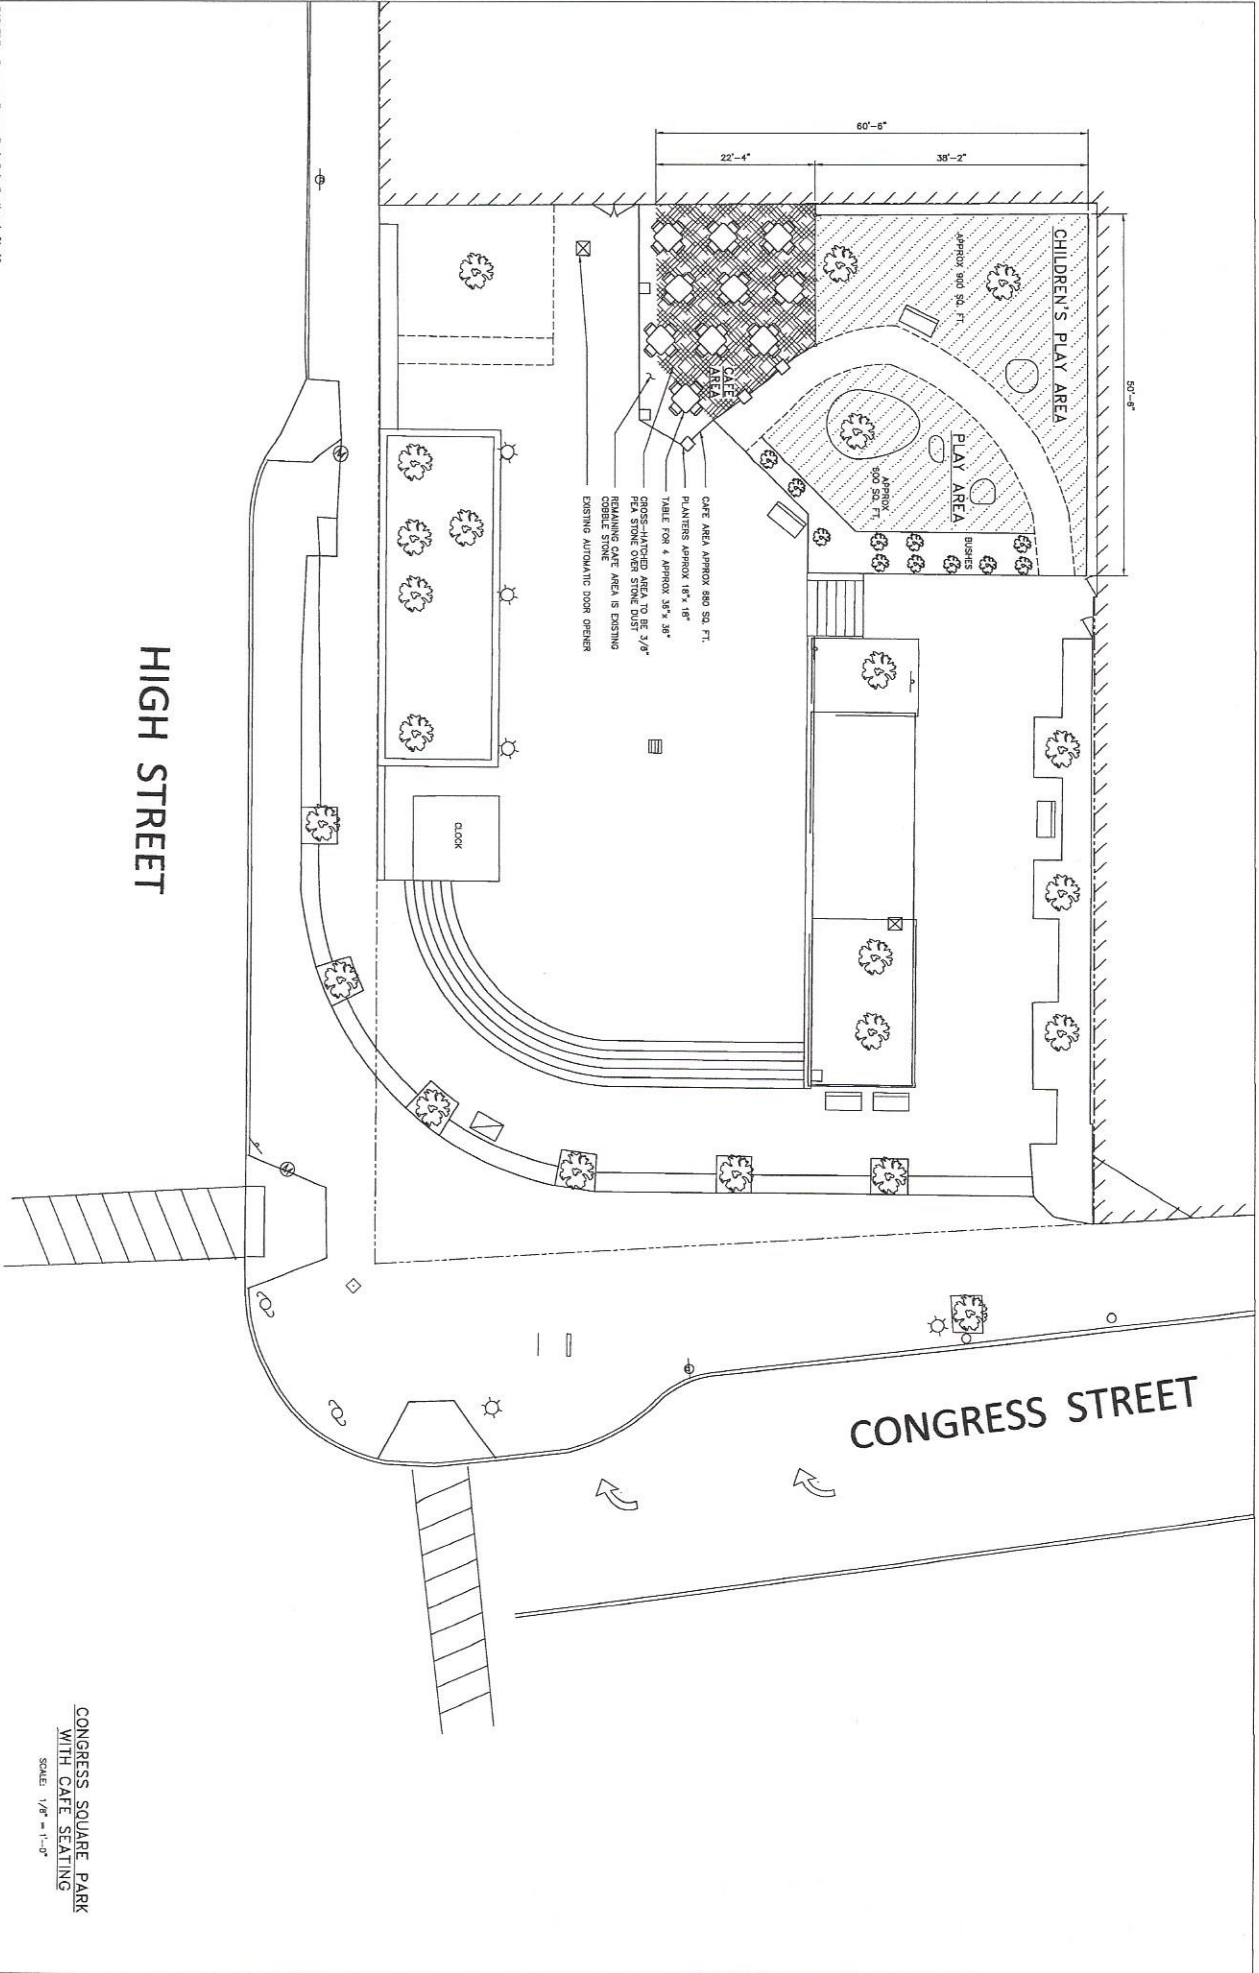 60'-6"
22'-4"
38'-2"
50'-6"
CHILDREN'S PLAY AREA
APPROX 900 SQ. FT.
PLAY AREA
APPROX
600 SQ. FT.
BUSHES
CAFE
AREA
CAFE AREA APPROX 680 SQ. FT.
PLANTERS APPROX 18"x 18"
TABLE FOR 4 APPROX 36"x 36"
CROSS-HATCHED AREA TO BE 3/8"
PEA STONE OVER STONE DUST
REMAINING CAFE AREA IS EXISTING
COBBLE STONE
EXISTING AUTOMATIC DOOR OPENER
CLOCK
HIGH STREET
CONGRESS STREET
CONGRESS SQUARE PARK
WITH CAFE SEATING
SCALE: 1/8" = 1'-0"